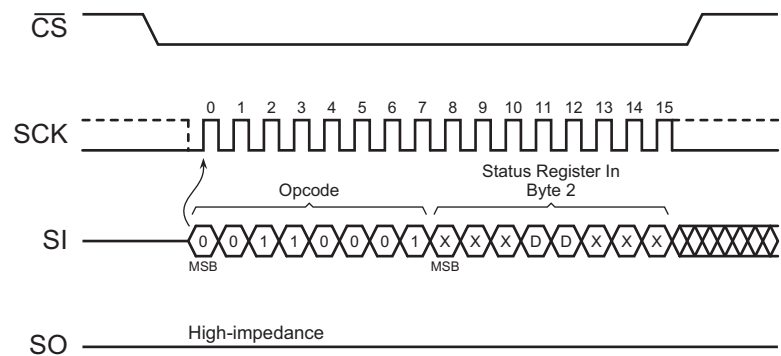 CS
0 1 2 3 4 5 6 7 8 9 10 11 12 13 14 15
SCK
Opcode
Status Register In
Byte 2
SI
0 0 1 1 0 0 0 1 X X X D D X X X
MSB MSB
High-impedance
SO